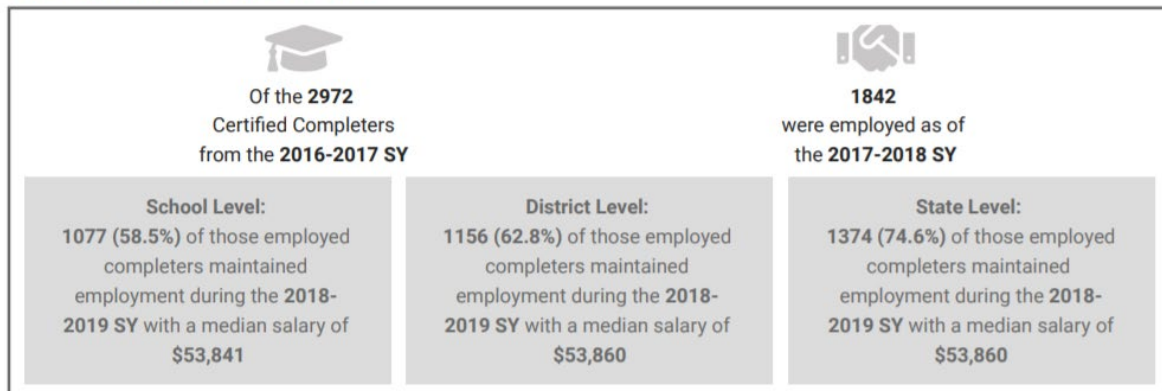 Of the 2972
Certified Completers
from the 2016-2017 SY
1842
were employed as of
the 2017-2018 SY
School Level:
1077 (58.5%) of those employed
completers maintained
employment during the 2018-
2019 SY with a median salary of
$53,841
District Level:
1156 (62.8%) of those employed
completers maintained
employment during the 2018-
2019 SY with a median salary of
$53,860
State Level:
1374 (74.6%) of those employed
completers maintained
employment during the 2018-
2019 SY with a median salary of
$53,860